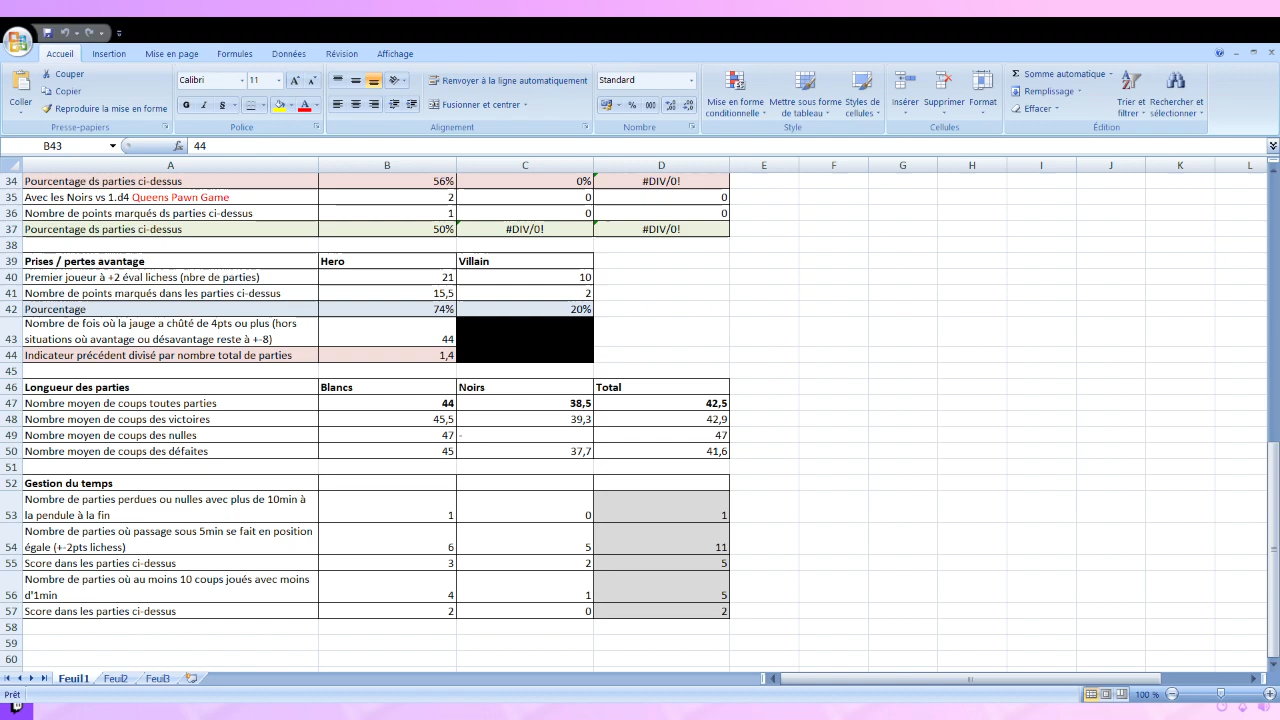 Accueil Insertion Mise en page Formules Données Révision Affichage
Coller
Couper
Copier
Reproduire la mise en forme
Presse-papiers
Calibri 11
G I S
Police
Renvoyer à la ligne automatiquement
Fusionner et centrer
Alignement
Standard
% 000
Nombre
Mise en forme conditionnelle
Mettre sous forme de tableau
Styles de cellules
Style
Insérer Supprimer Format
Cellules
Somme automatique
Remplissage
Effacer
Trier et filtrer
Rechercher et sélectionner
Édition
B43 fx 44
A B C D E F G H I J K L
34 Pourcentage ds parties ci-dessus 56% 0% #DIV/0!
35 Avec les Noirs vs 1.d4 Queens Pawn Game 2 0 0
36 Nombre de points marqués ds parties ci-dessus 1 0 0
37 Pourcentage ds parties ci-dessus 50% #DIV/0! #DIV/0!
38
39 Prises / pertes avantage Hero Villain
40 Premier joueur à +2 éval lichess (nbre de parties) 21 10
41 Nombre de points marqués dans les parties ci-dessus 15,5 2
42 Pourcentage 74% 20%
Nombre de fois où la jauge a chûté de 4pts ou plus (hors
43 situations où avantage ou désavantage reste à +-8) 44
44 Indicateur précédent divisé par nombre total de parties 1,4
45
46 Longueur des parties Blancs Noirs Total
47 Nombre moyen de coups toutes parties 44 38,5 42,5
48 Nombre moyen de coups des victoires 45,5 39,3 42,9
49 Nombre moyen de coups des nulles 47 - 47
50 Nombre moyen de coups des défaites 45 37,7 41,6
51
52 Gestion du temps
Nombre de parties perdues ou nulles avec plus de 10min à
53 la pendule à la fin 1 0 1
Nombre de parties où passage sous 5min se fait en position
54 égale (+-2pts lichess) 6 5 11
55 Score dans les parties ci-dessus 3 2 5
Nombre de parties où au moins 10 coups joués avec moins
56 d'1min 4 1 5
57 Score dans les parties ci-dessus 2 0 2
58
59
60
Feuil1 Feuil2 Feuil3
Prêt 100 %